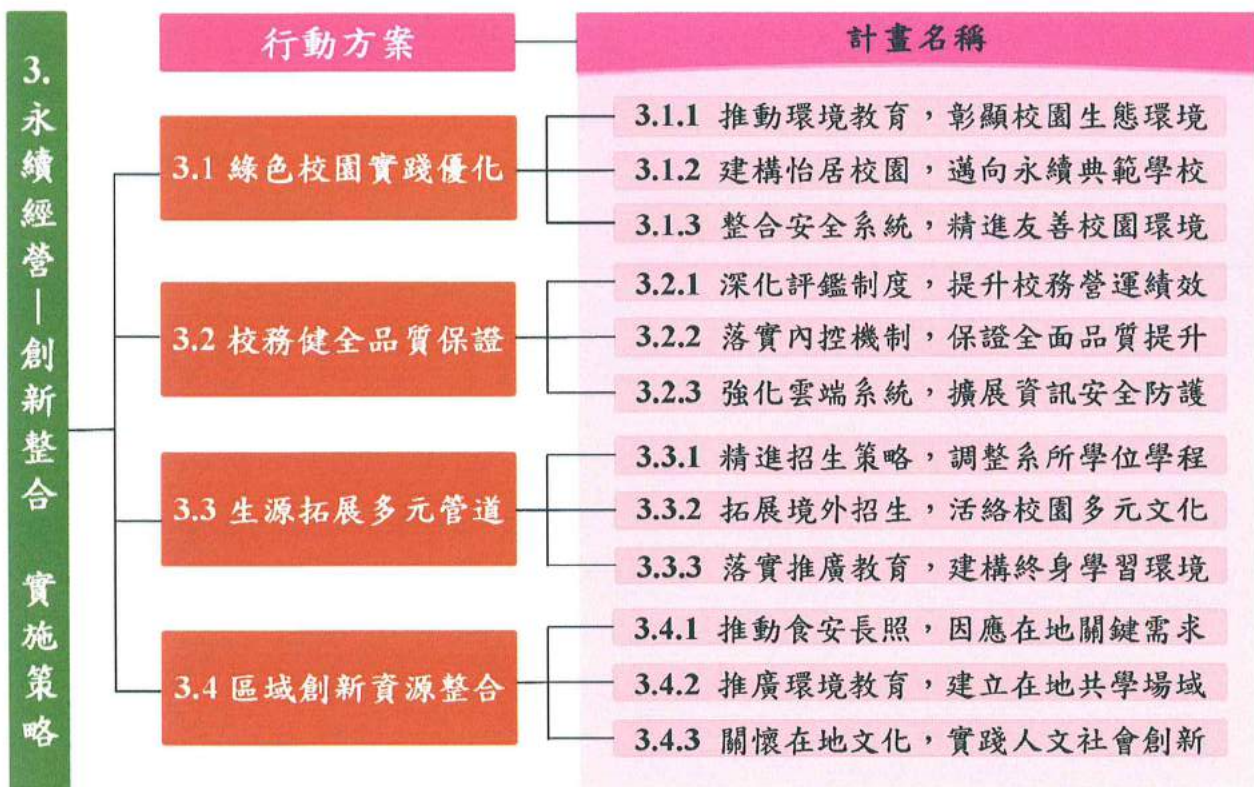 3.永續經營—創新整合 實施策略
行動方案
計畫名稱
3.1 綠色校園實踐優化
3.1.1 推動環境教育，彰顯校園生態環境
3.1.2 建構怡居校園，邁向永續典範學校
3.1.3 整合安全系統，精進友善校園環境
3.2 校務健全品質保證
3.2.1 深化評鑑制度，提升校務營運績效
3.2.2 落實內控機制，保證全面品質提升
3.2.3 強化雲端系統，擴展資訊安全防護
3.3 生源拓展多元管道
3.3.1 精進招生策略，調整系所學位學程
3.3.2 拓展境外招生，活絡校園多元文化
3.3.3 落實推廣教育，建構終身學習環境
3.4 區域創新資源整合
3.4.1 推動食安長照，因應在地關鍵需求
3.4.2 推廣環境教育，建立在地共學場域
3.4.3 關懷在地文化，實踐人文社會創新